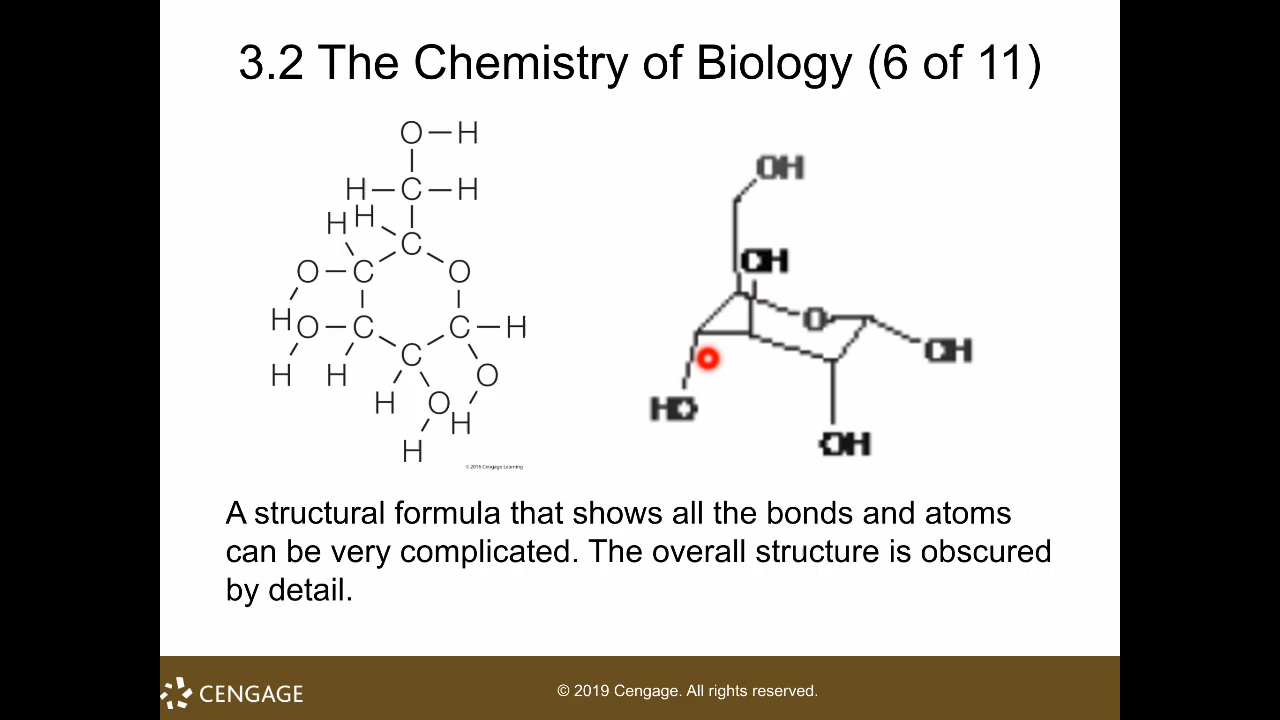 3.2 The Chemistry of Biology (6 of 11)
O H
H C H
H H
C
O C O
H O C C H
C
H H O
H O
H
H
© 2016 Cengage Learning
OH
OH
O
OH
HO
OH
A structural formula that shows all the bonds and atoms
can be very complicated. The overall structure is obscured
by detail.
CENGAGE
© 2019 Cengage. All rights reserved.